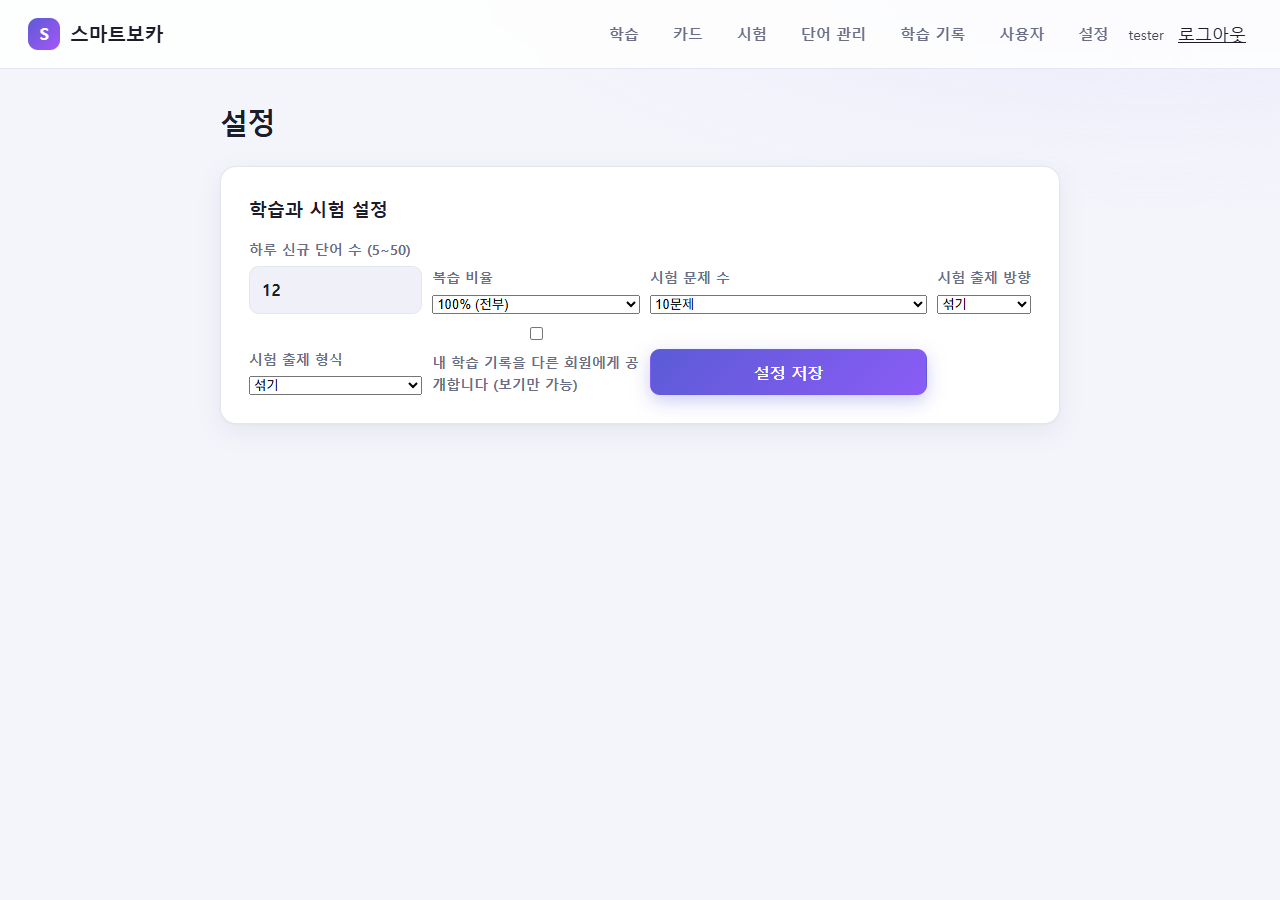 S 스마트보카 학습 카드 시험 단어 관리 학습 기록 사용자 설정 tester 로그아웃
설정
학습과 시험 설정
하루 신규 단어 수 (5~50)
12
복습 비율
100% (전부)
시험 문제 수
10문제
시험 출제 방향
섞기
시험 출제 형식
섞기
내 학습 기록을 다른 회원에게 공
개합니다 (보기만 가능)
설정 저장